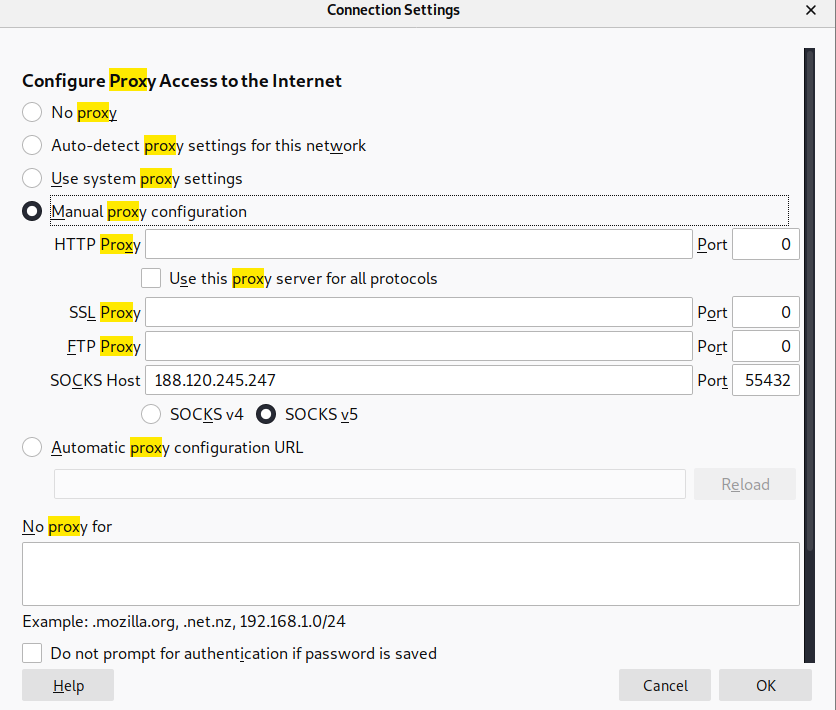 Connection Settings
Configure Proxy Access to the Internet
No proxy
Auto-detect proxy settings for this network
Use system proxy settings
Manual proxy configuration
HTTP Proxy Port 0
Use this proxy server for all protocols
SSL Proxy Port 0
FTP Proxy Port 0
SOCKS Host 188.120.245.247 Port 55432
SOCKS v4 SOCKS v5
Automatic proxy configuration URL
Reload
No proxy for
Example: .mozilla.org, .net.nz, 192.168.1.0/24
Do not prompt for authentication if password is saved
Help Cancel OK